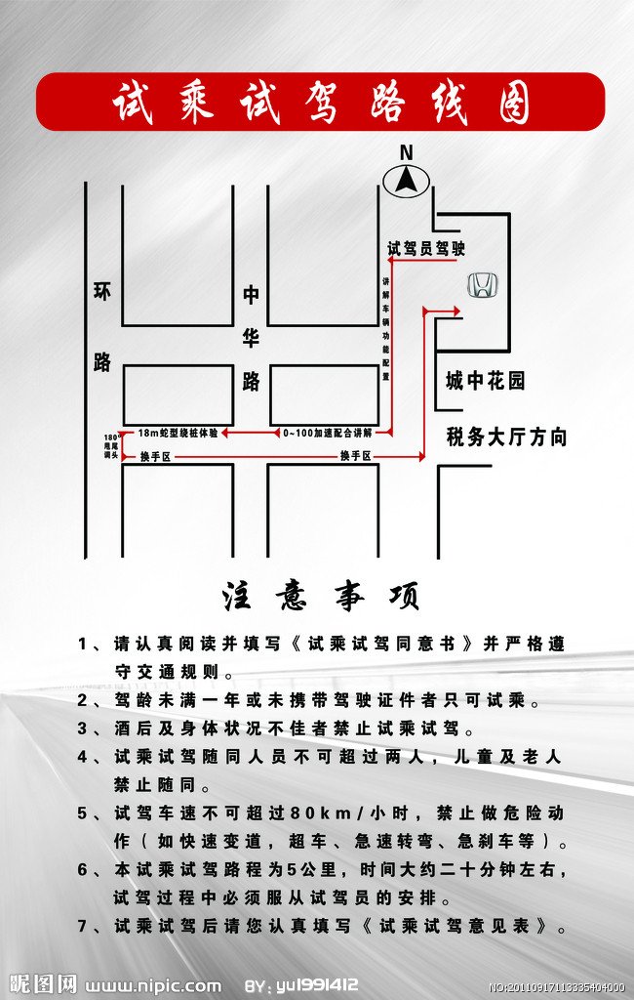 试乘试驾路线图
N
试驾员驾驶
讲解车辆功能配置
环路
中华路
城中花园
税务大厅方向
180°
甩尾
调头
18m蛇型绕桩体验
0~100加速配合讲解
换手区
换手区
注意事项
1、请认真阅读并填写《试乘试驾同意书》并严格遵
守交通规则。
2、驾龄未满一年或未携带驾驶证件者只可试乘。
3、酒后及身体状况不佳者禁止试乘试驾。
4、试乘试驾随同人员不可超过两人，儿童及老人
禁止随同。
5、试驾车速不可超过80km/小时，禁止做危险动
作（如快速变道，超车、急速转弯、急刹车等）。
6、本试乘试驾路程为5公里，时间大约二十分钟左右，
试驾过程中必须服从试驾员的安排。
7、试乘试驾后请您认真填写《试乘试驾意见表》。
昵图网 www.nipic.com
BY: yu1991412
NO:20110917113335404000